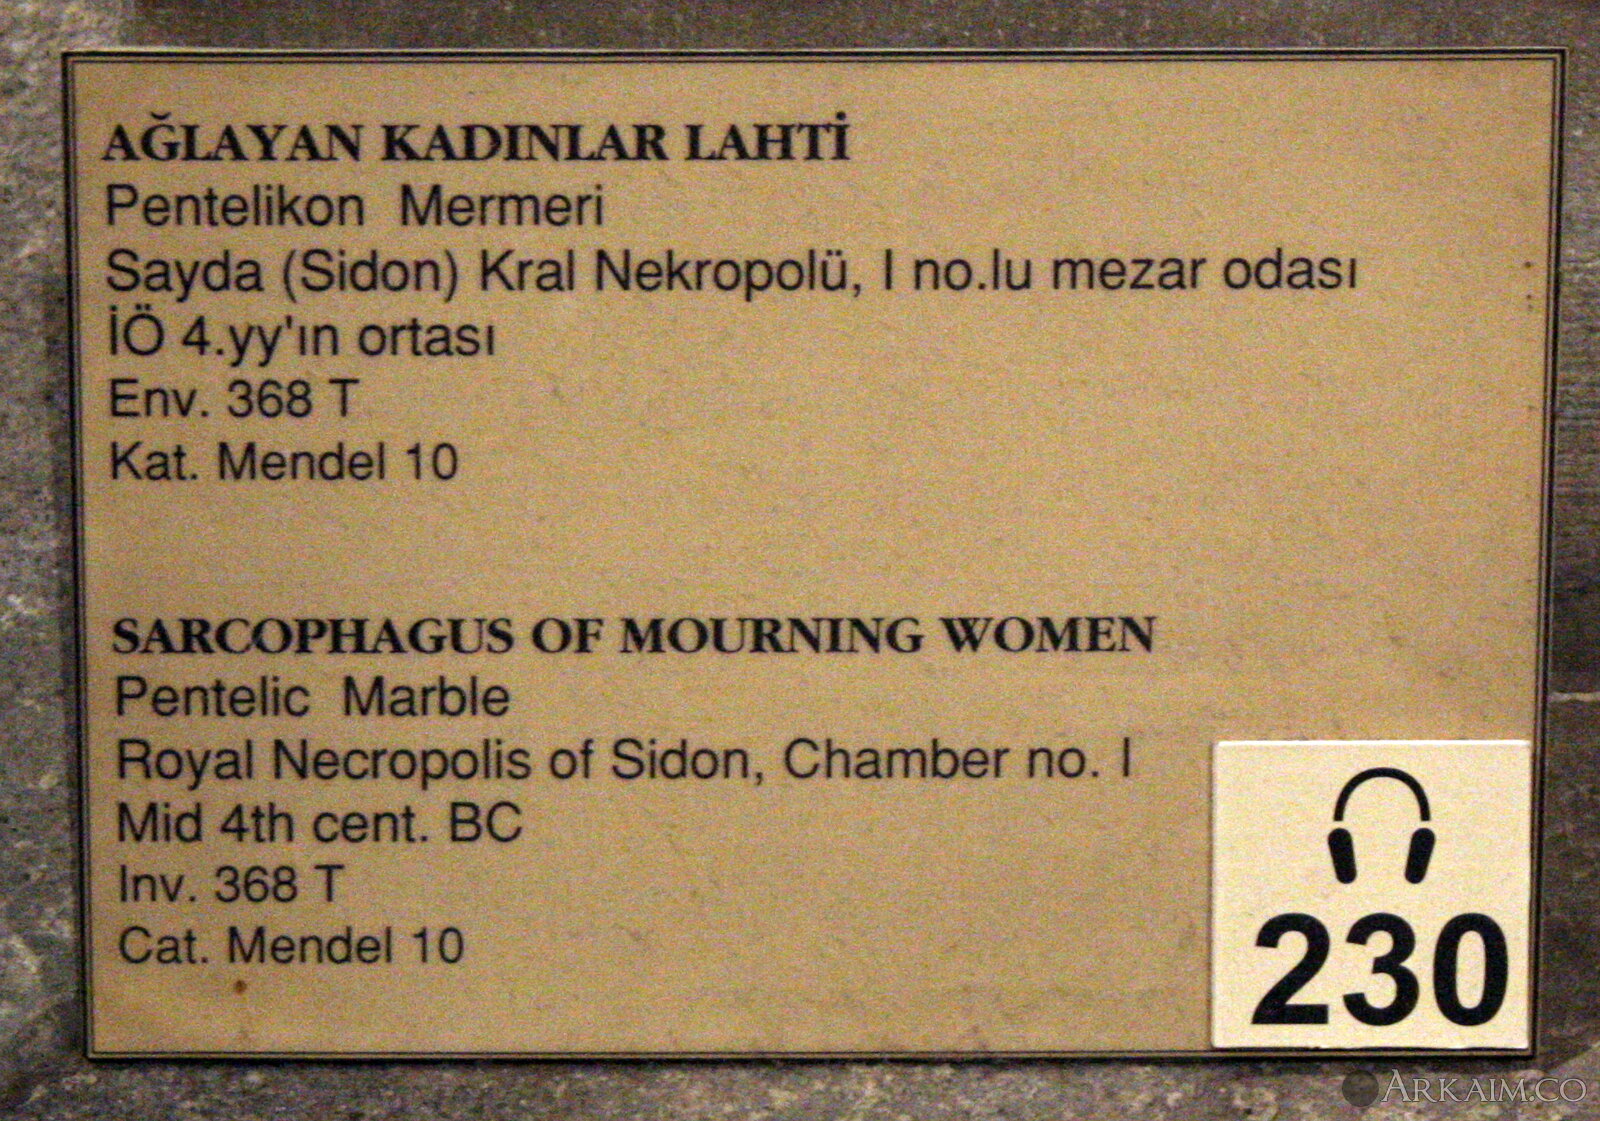 AĞLAYAN KADINLAR LAHTİ
Pentelikon Mermeri
Sayda (Sidon) Kral Nekropolü, I no.lu mezar odası
İÖ 4.yy'ın ortası
Env. 368 T
Kat. Mendel 10
SARCOPHAGUS OF MOURNING WOMEN
Pentelic Marble
Royal Necropolis of Sidon, Chamber no. I
Mid 4th cent. BC
Inv. 368 T
Cat. Mendel 10
230
ARKAIM.CO